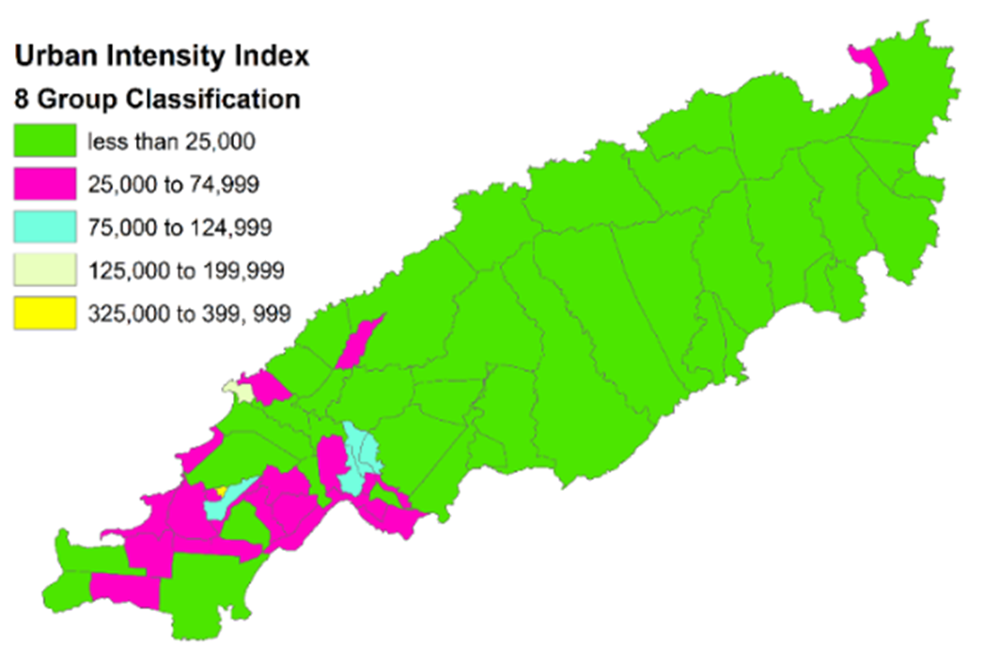 Urban Intensity Index
8 Group Classification
less than 25,000
25,000 to 74,999
75,000 to 124,999
125,000 to 199,999
325,000 to 399, 999